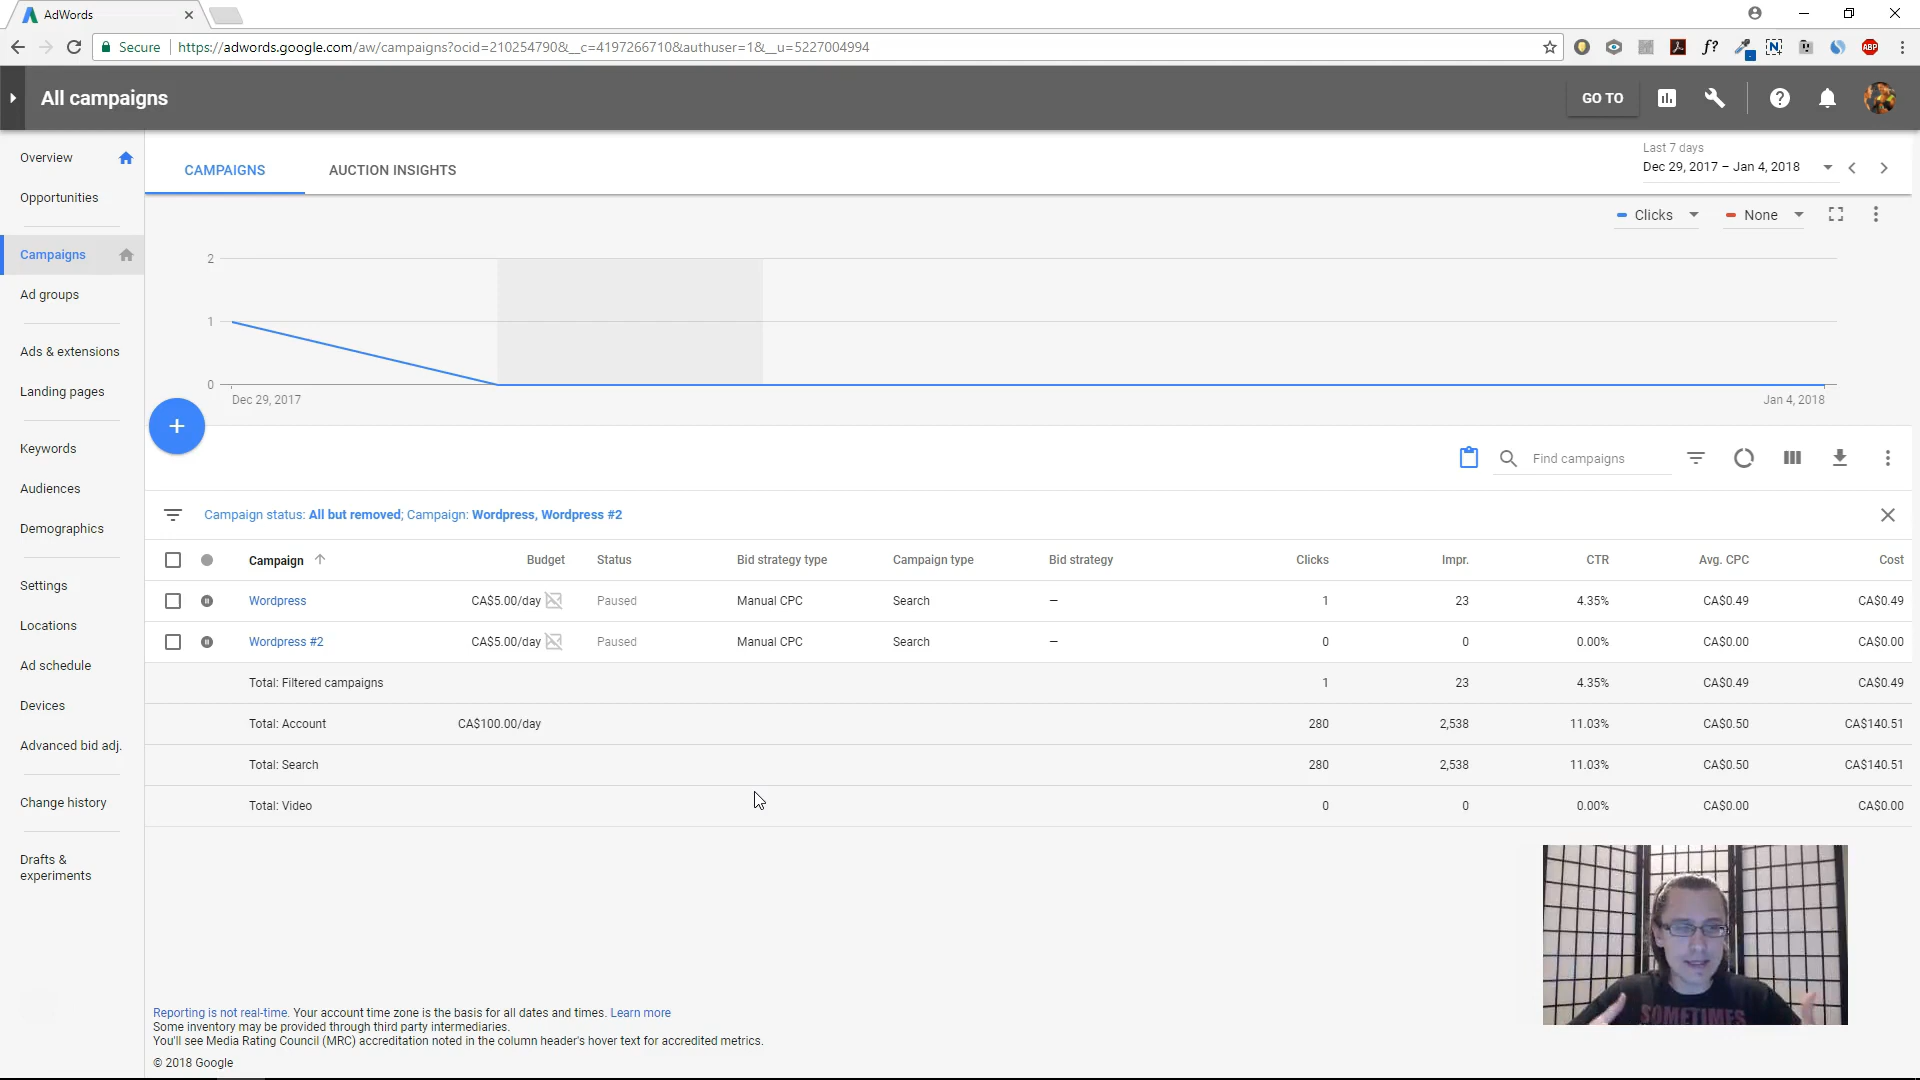 AdWords
Secure
https://adwords.google.com/aw/campaigns?ocid=210254790&__c=4197266710&authuser=1&__u=5227004994
f?
N
ABP
All campaigns
GO TO
Overview
Opportunities
Campaigns
Ad groups
Ads & extensions
Landing pages
Keywords
Audiences
Demographics
Settings
Locations
Ad schedule
Devices
Advanced bid adj.
Change history
Drafts &
experiments
CAMPAIGNS
AUCTION INSIGHTS
Last 7 days
Dec 29, 2017 – Jan 4, 2018
Clicks
None
2
1
0
Dec 29, 2017
Jan 4, 2018
+
Find campaigns
Campaign status: All but removed; Campaign: Wordpress, Wordpress #2
Campaign Budget Status Bid strategy type Campaign type Bid strategy Clicks Impr. CTR Avg. CPC Cost
Wordpress CA$5.00/day Paused Manual CPC Search — 1 23 4.35% CA$0.49 CA$0.49
Wordpress #2 CA$5.00/day Paused Manual CPC Search — 0 0 0.00% CA$0.00 CA$0.00
Total: Filtered campaigns 1 23 4.35% CA$0.49 CA$0.49
Total: Account CA$100.00/day 280 2,538 11.03% CA$0.50 CA$140.51
Total: Search 280 2,538 11.03% CA$0.50 CA$140.51
Total: Video 0 0 0.00% CA$0.00 CA$0.00
Reporting is not real-time. Your account time zone is the basis for all dates and times. Learn more
Some inventory may be provided through third party intermediaries.
You'll see Media Rating Council (MRC) accreditation noted in the column header's hover text for accredited metrics.
© 2018 Google
SOMETIMES